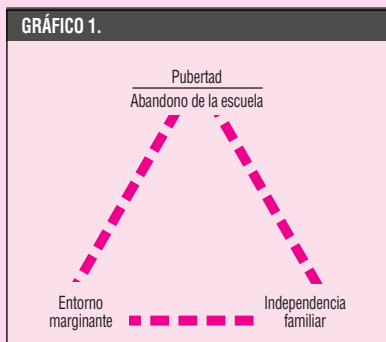 GRÁFICO 1.
Pubertad
Abandono de la escuela
Entorno
marginante
Independencia
familiar